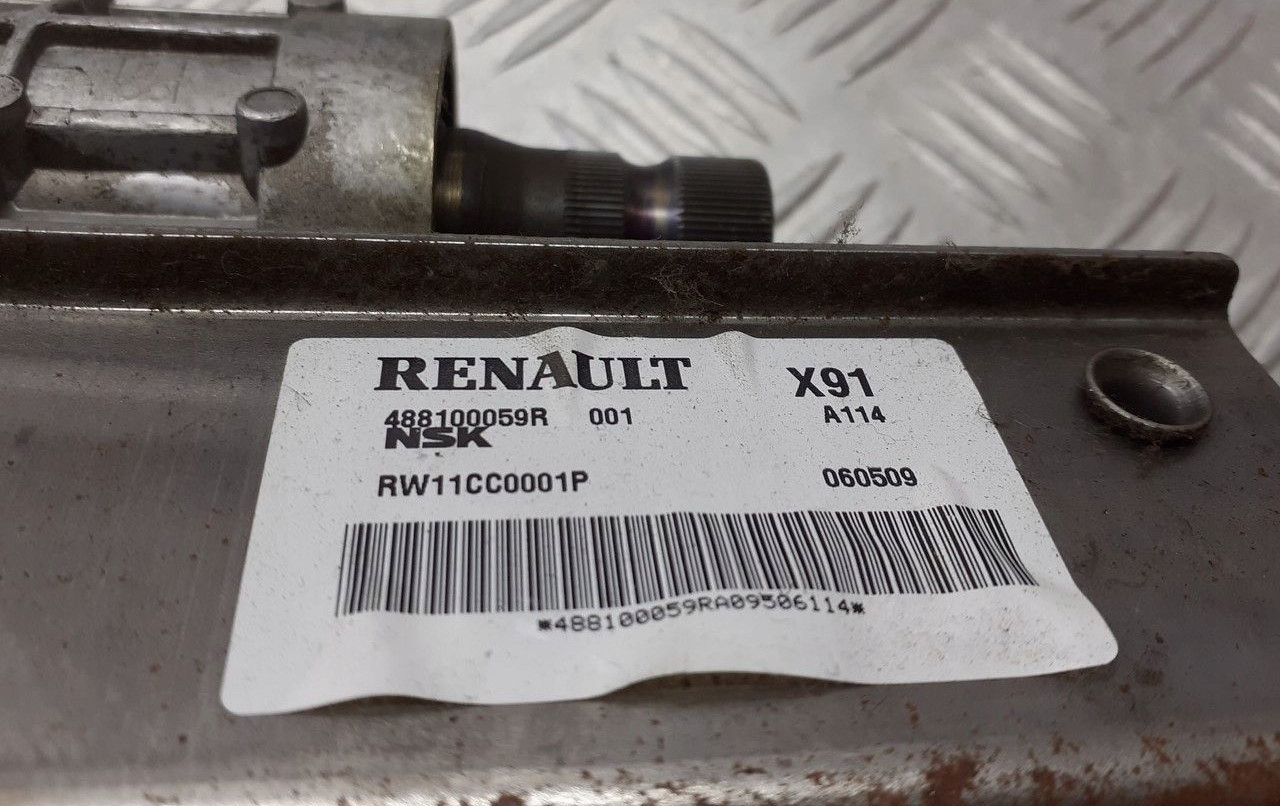 RENAULT X91
488100059R 001 A114
NSK
RW11CC0001P 060509
*488100059RA09506114*